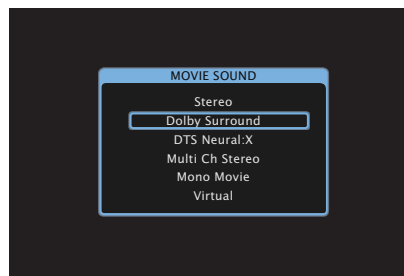 MOVIE SOUND
Stereo
Dolby Surround
DTS Neural:X
Multi Ch Stereo
Mono Movie
Virtual